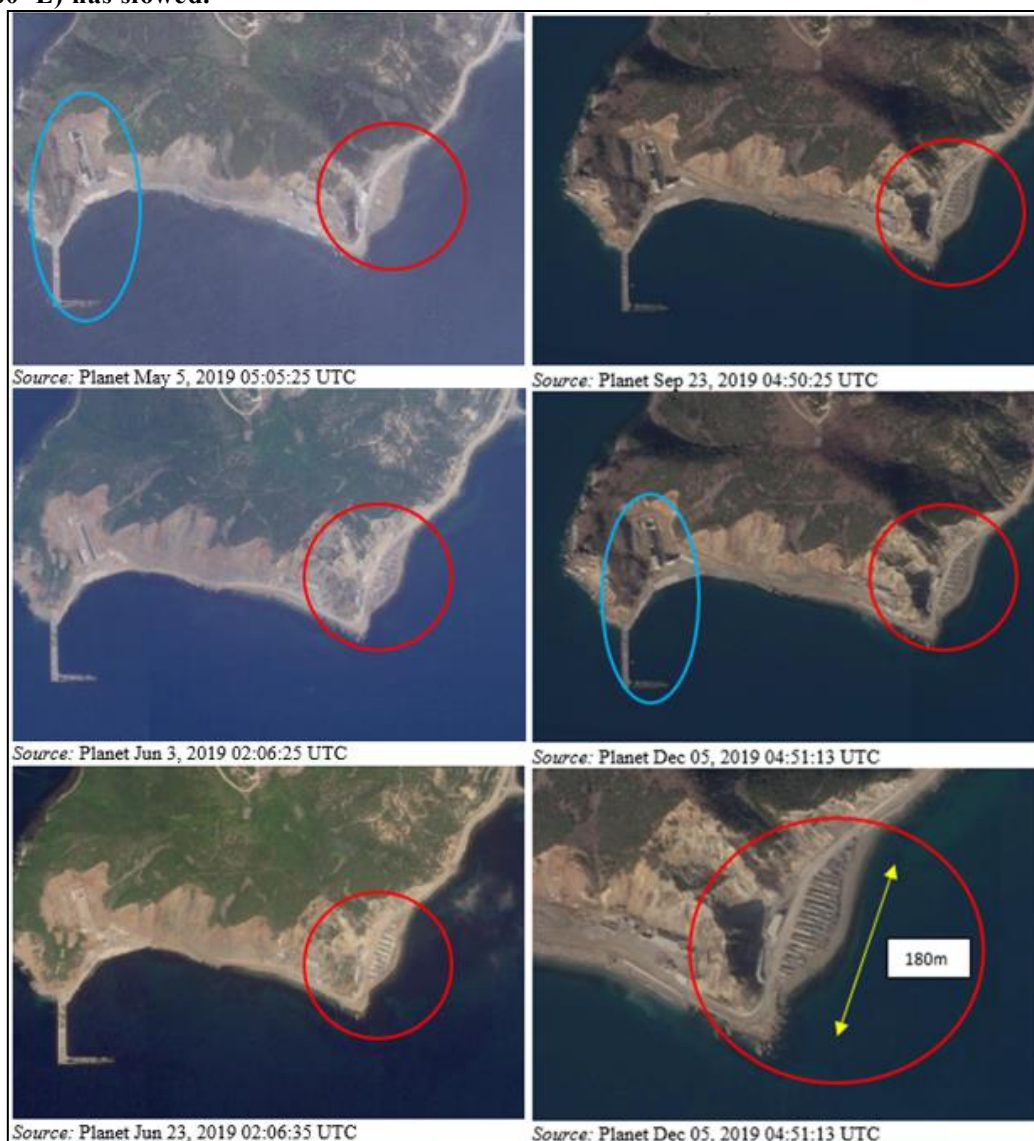 E) has slowed.
Source: Planet May 5, 2019 05:05:25 UTC
Source: Planet Sep 23, 2019 04:50:25 UTC
Source: Planet Jun 3, 2019 02:06:25 UTC
Source: Planet Dec 05, 2019 04:51:13 UTC
180m
Source: Planet Jun 23, 2019 02:06:35 UTC
Source: Planet Dec 05, 2019 04:51:13 UTC